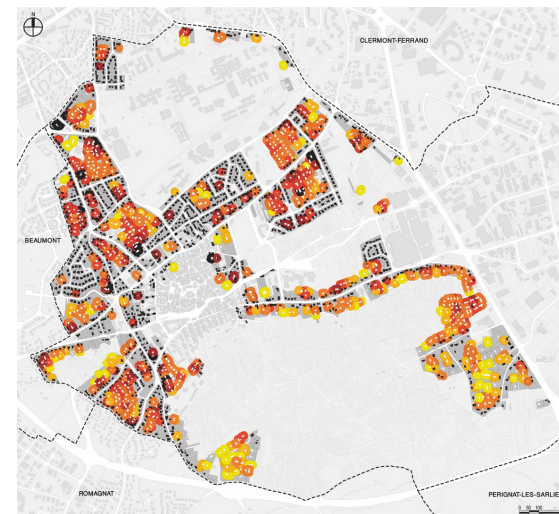 N
CLERMONT-FERRAND
BEAUMONT
ROMAGNAT
PERIGNAT-LES-SARLIE
0 50 100